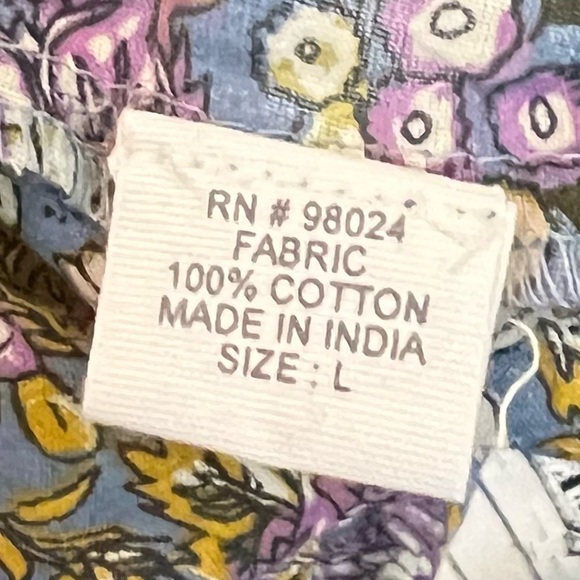 RN # 98024
FABRIC
100% COTTON
MADE IN INDIA
SIZE : L